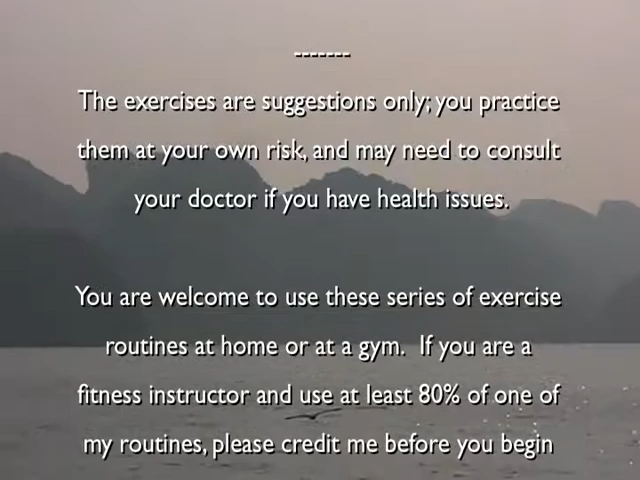 -------
The exercises are suggestions only; you practice
them at your own risk, and may need to consult
your doctor if you have health issues.
You are welcome to use these series of exercise
routines at home or at a gym.  If you are a
fitness instructor and use at least 80% of one of
my routines, please credit me before you begin